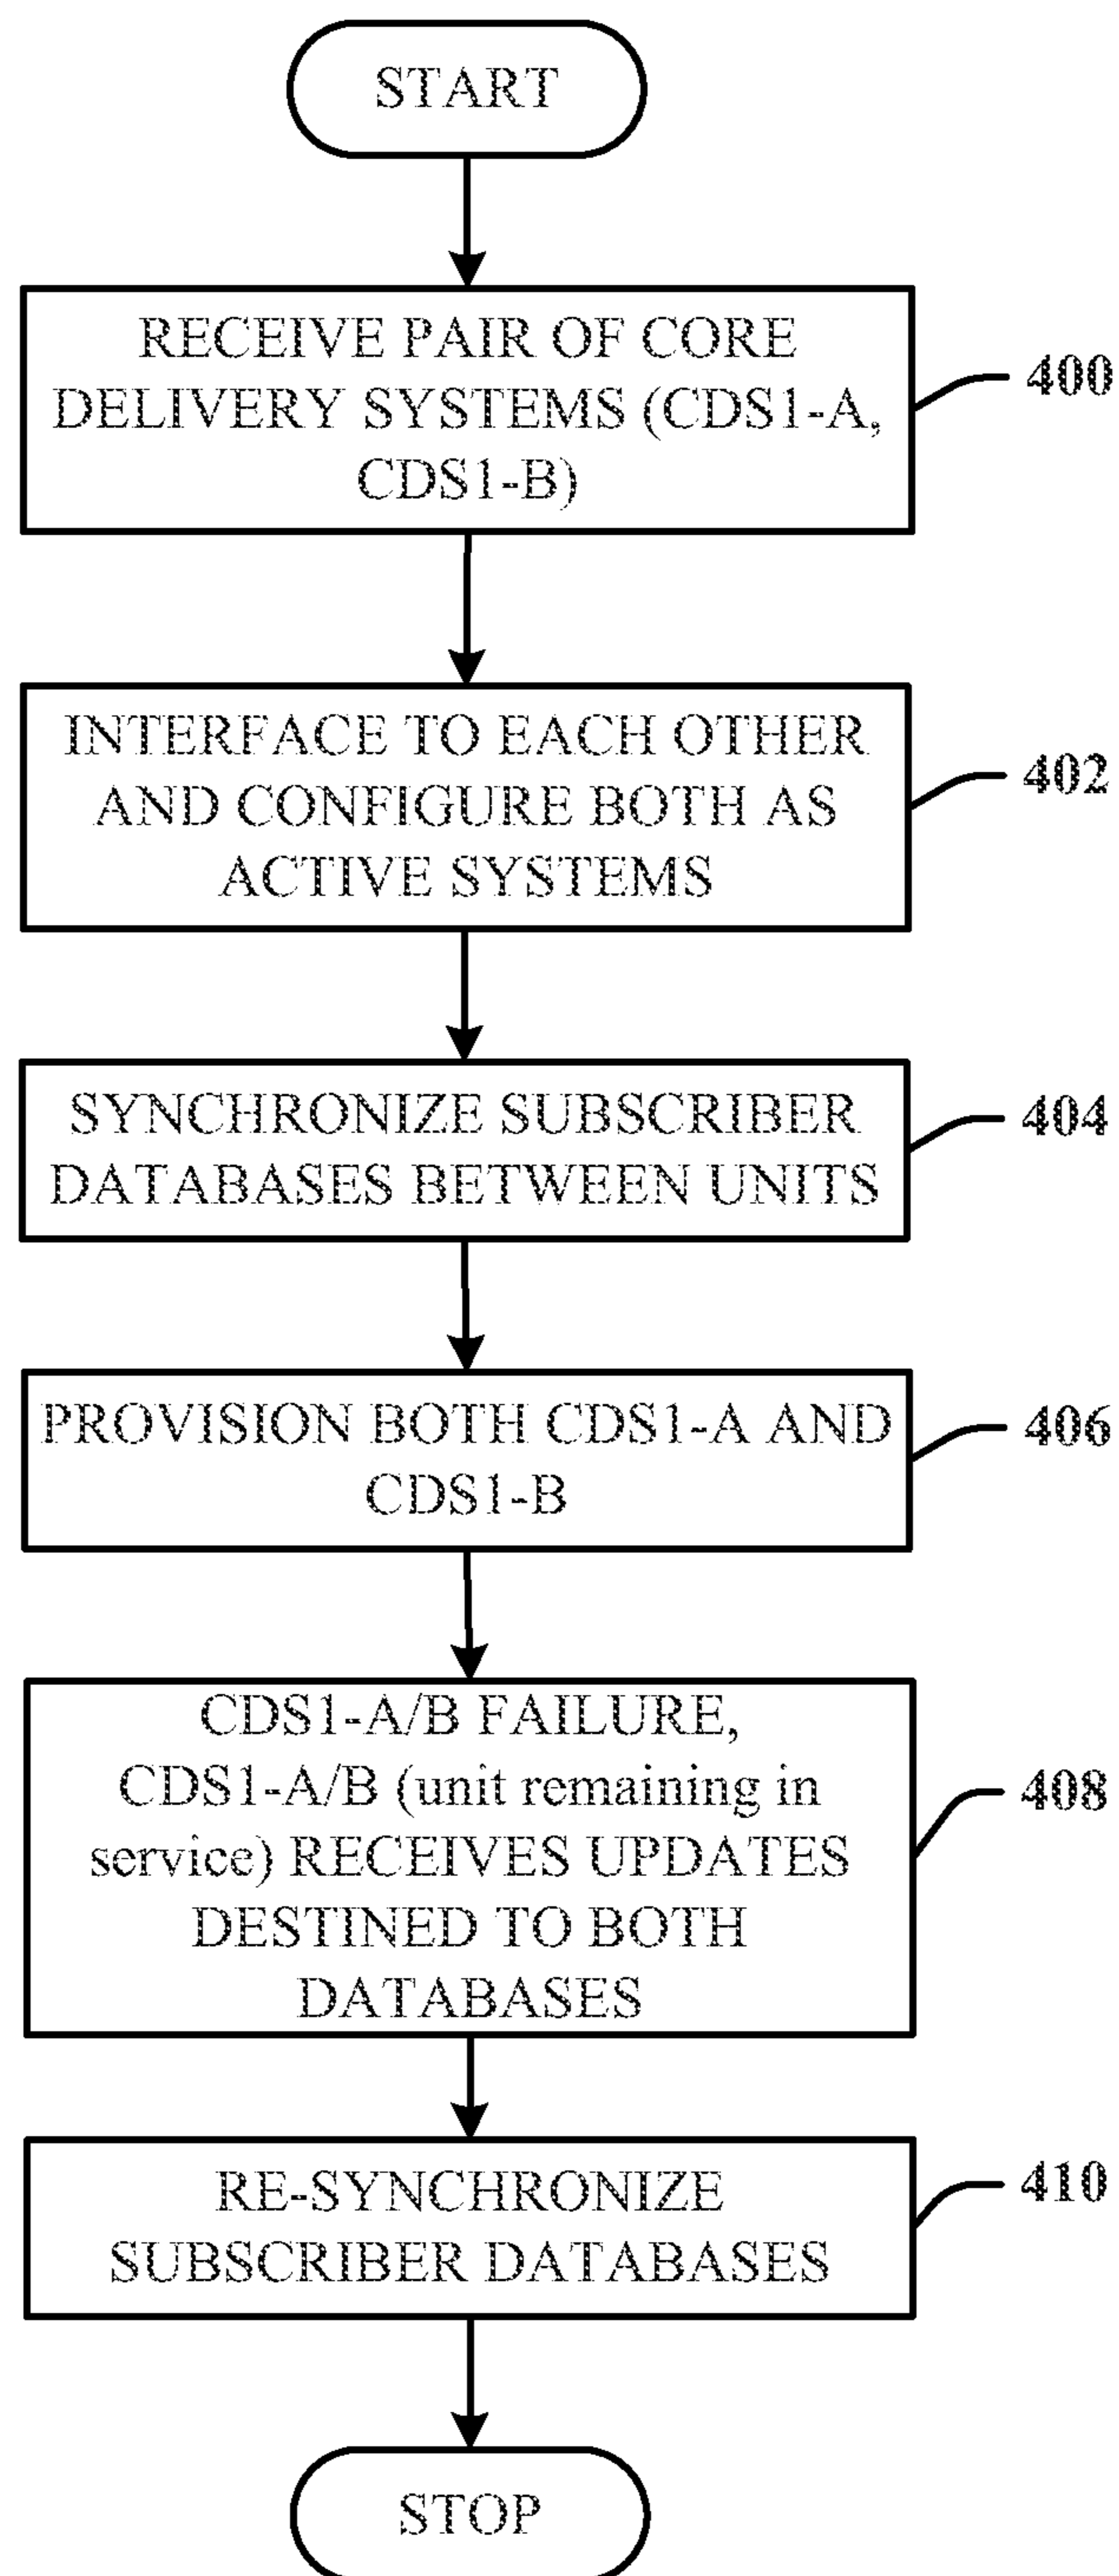 START
RECEIVE PAIR OF CORE
DELIVERY SYSTEMS (CDS1-A,
CDS1-B)
400
INTERFACE TO EACH OTHER
AND CONFIGURE BOTH AS
ACTIVE SYSTEMS
402
SYNCHRONIZE SUBSCRIBER
DATABASES BETWEEN UNITS
404
PROVISION BOTH CDS1-A AND
CDS1-B
406
CDS1-A/B FAILURE,
CDS1-A/B (unit remaining in
service) RECEIVES UPDATES
DESTINED TO BOTH
DATABASES
408
RE-SYNCHRONIZE
SUBSCRIBER DATABASES
410
STOP